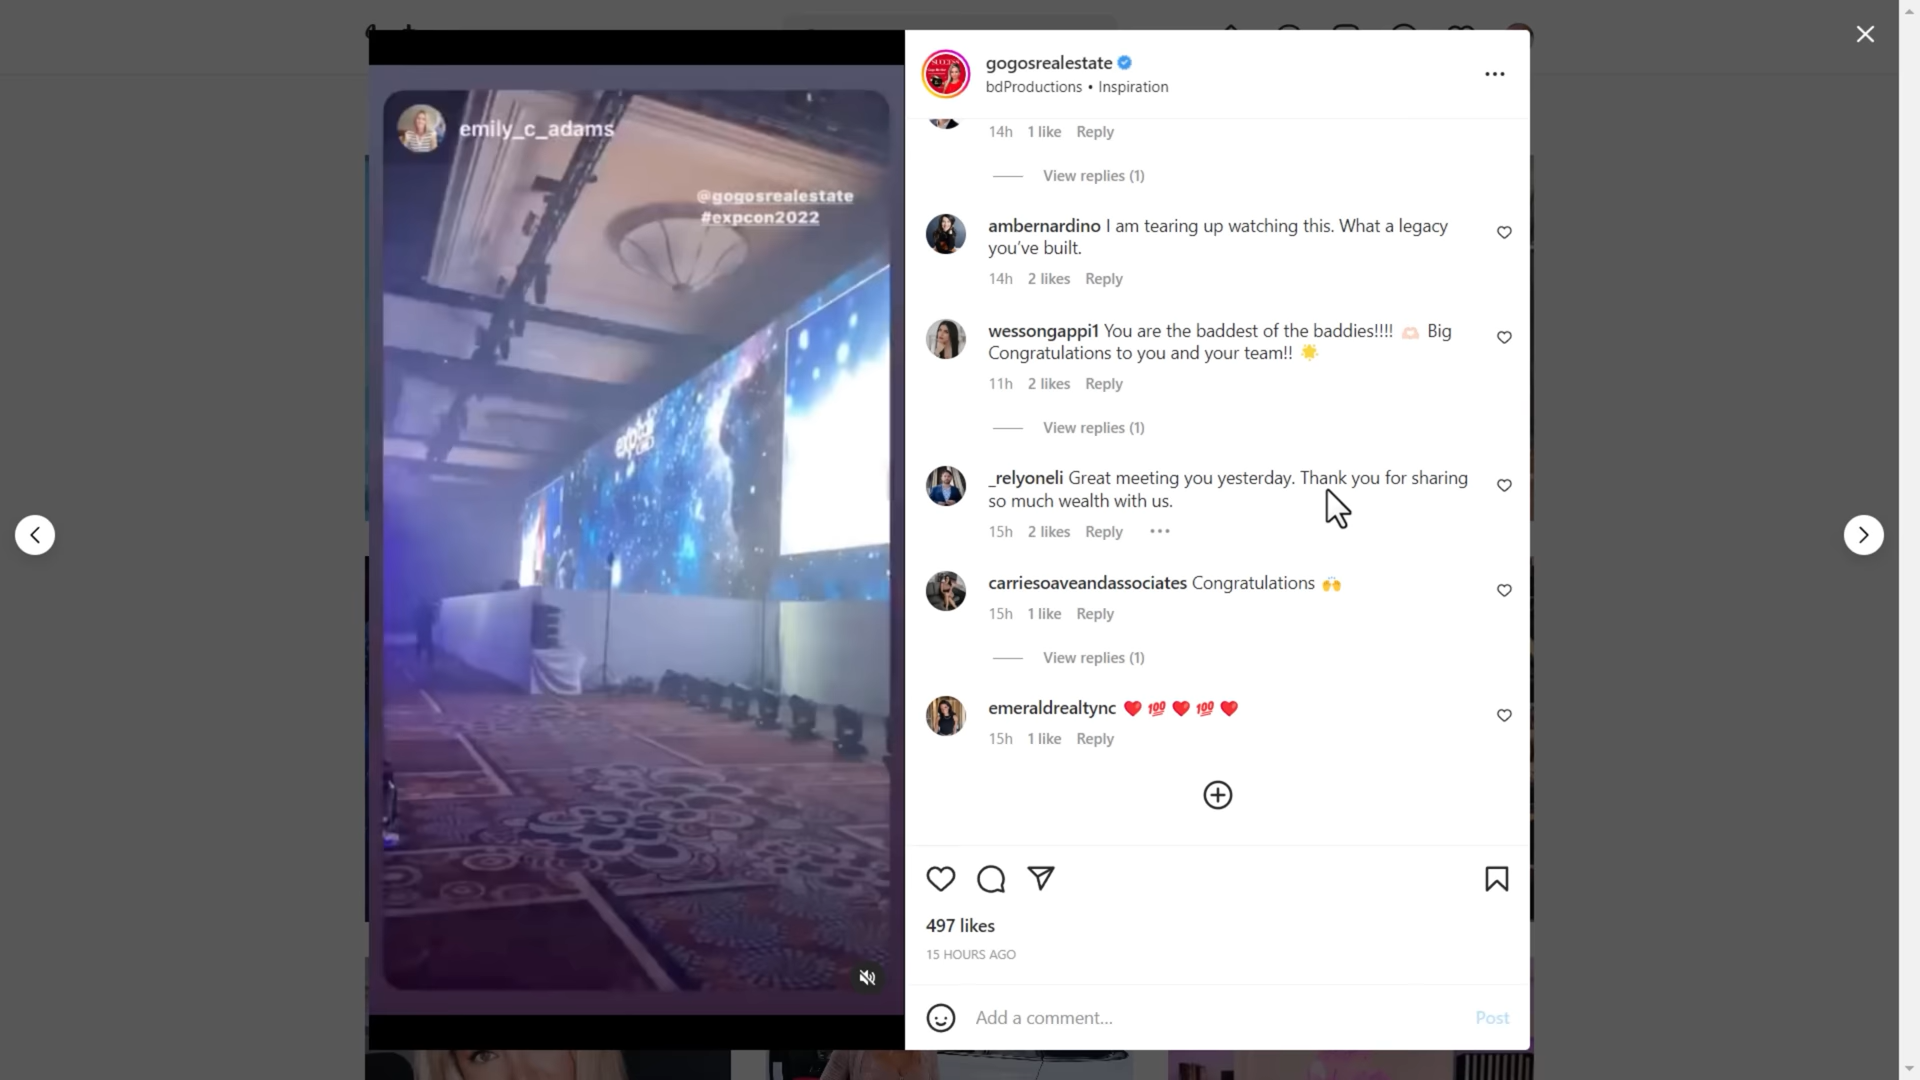 emily_c_adams
@gogosrealestate
#expcon2022
gogosrealestate
bdProductions • Inspiration
14h 1 like Reply
View replies (1)
ambernardino I am tearing up watching this. What a legacy
you've built.
14h 2 likes Reply
wessongappi1 You are the baddest of the baddies!!!! 🫶🏻 Big
Congratulations to you and your team!! 🌟
11h 2 likes Reply
View replies (1)
_relyoneli Great meeting you yesterday. Thank you for sharing
so much wealth with us.
15h 2 likes Reply
carriesoaveandassociates Congratulations 🙌
15h 1 like Reply
View replies (1)
emeraldrealtync ❤️ 💯 ❤️ 💯 ❤️
15h 1 like Reply
497 likes
15 HOURS AGO
Add a comment...
Post